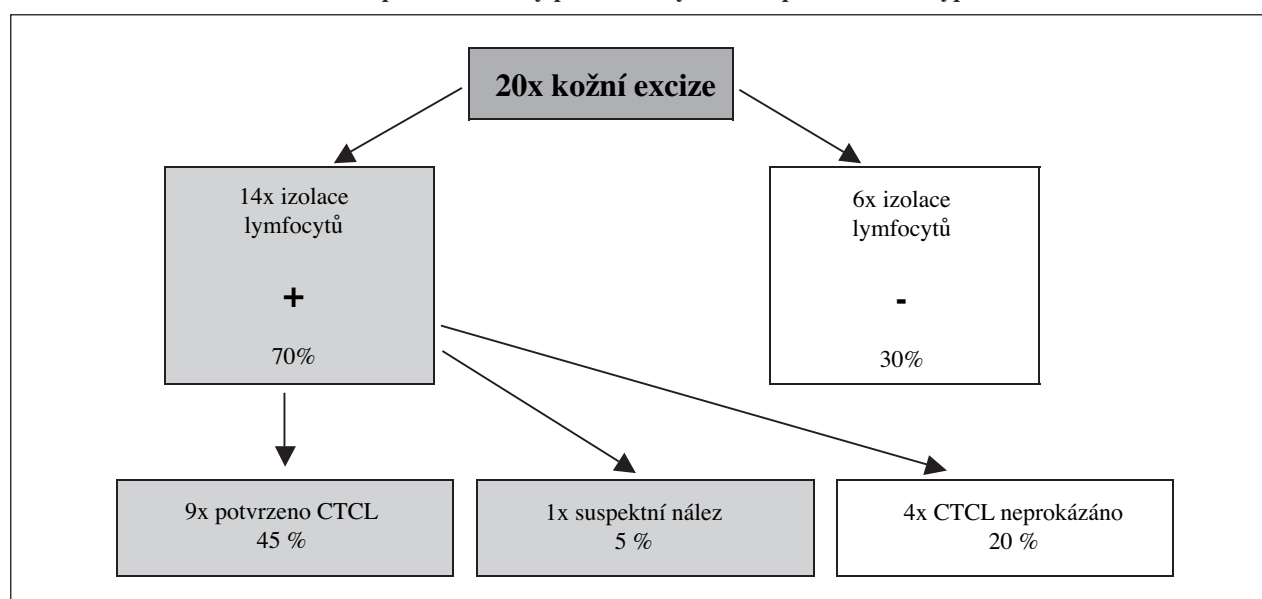 20x kožní excize
14x izolace
lymfocytů
+
70%
6x izolace
lymfocytů
-
30%
9x potvrzeno CTCL
45 %
1x suspektní nález
5 %
4x CTCL neprokázáno
20 %